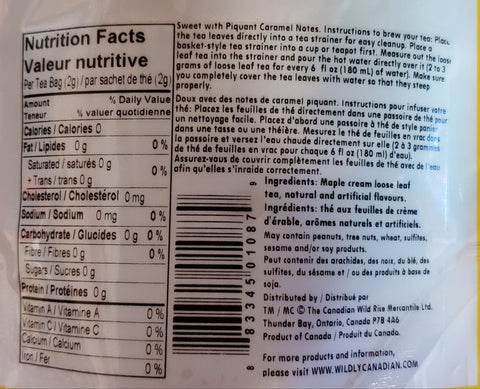 Nutrition Facts
Valeur nutritive
Per Tea Bag (2g) / par sachet de thé (2g)
Amount % Daily Value
Teneur % valeur quotidienne
Calories / Calories 0
Fat / Lipides 0 g 0 %
Saturated / saturés 0 g
+ Trans / trans 0 g
0 %
Cholesterol / Cholestérol 0 mg
Sodium / Sodium 0 mg 0 %
Carbohydrate / Glucides 0 g 0 %
Fibre / Fibres 0 g 0 %
Sugars / Sucres 0 g
Protein / Protéines 0 g
Vitamin A / Vitamine A 0 %
Vitamin C / Vitamine C 0 %
Calcium / Calcium 0 %
Iron / Fer 0 %
Sweet with Piquant Caramel Notes. Instructions to brew your tea: Place
the tea leaves directly into a tea strainer for easy cleanup. Place a
basket-style tea strainer into a cup or teapot first. Measure out the loose
leaf tea into the strainer and pour the hot water directly over it (2 to 3
grams of loose leaf tea for every 6 fl oz (180 mL) of water). Make sure
you completely cover the tea leaves with water so that they steep
properly.
Doux avec des notes de caramel piquant. Instructions pour infuser votre
thé: Placez les feuilles de thé directement dans une passoire de thé pour
un nettoyage facile. Placez d'abord une passoire à thé de style panier
dans une tasse ou une théière. Mesurez le thé de feuilles en vrac dans
la passoire et versez l'eau chaude directement sur elle (2 à 3 grammes
de thé de feuilles en vrac pour chaque 6 fl oz (180 ml) d'eau).
Assurez-vous de couvrir complètement les feuilles de thé avec de l'eau
afin qu'elles s'inraide correctement.
8 83345 01087 9
Ingredients: Maple cream loose leaf
tea, natural and artificial flavours.
Ingrédients: thé aux feuilles de crème
d'érable, arômes naturels et artificiels.
May contain peanuts, tree nuts, wheat, sulfites,
sesame and/or soy products.
Peut contenir des arachides, des noix, du blé, des
sulfites, du sésame et / ou des produits à base de
soja.
Distributed by / Distribué par
TM / MC © The Canadian Wild Rice Mercantile Ltd.
Thunder Bay, Ontario, Canada P7B 4A6
Product of Canada / Produit du Canada.
For more products and information,
please visit WWW.WILDLYCANADIAN.COM